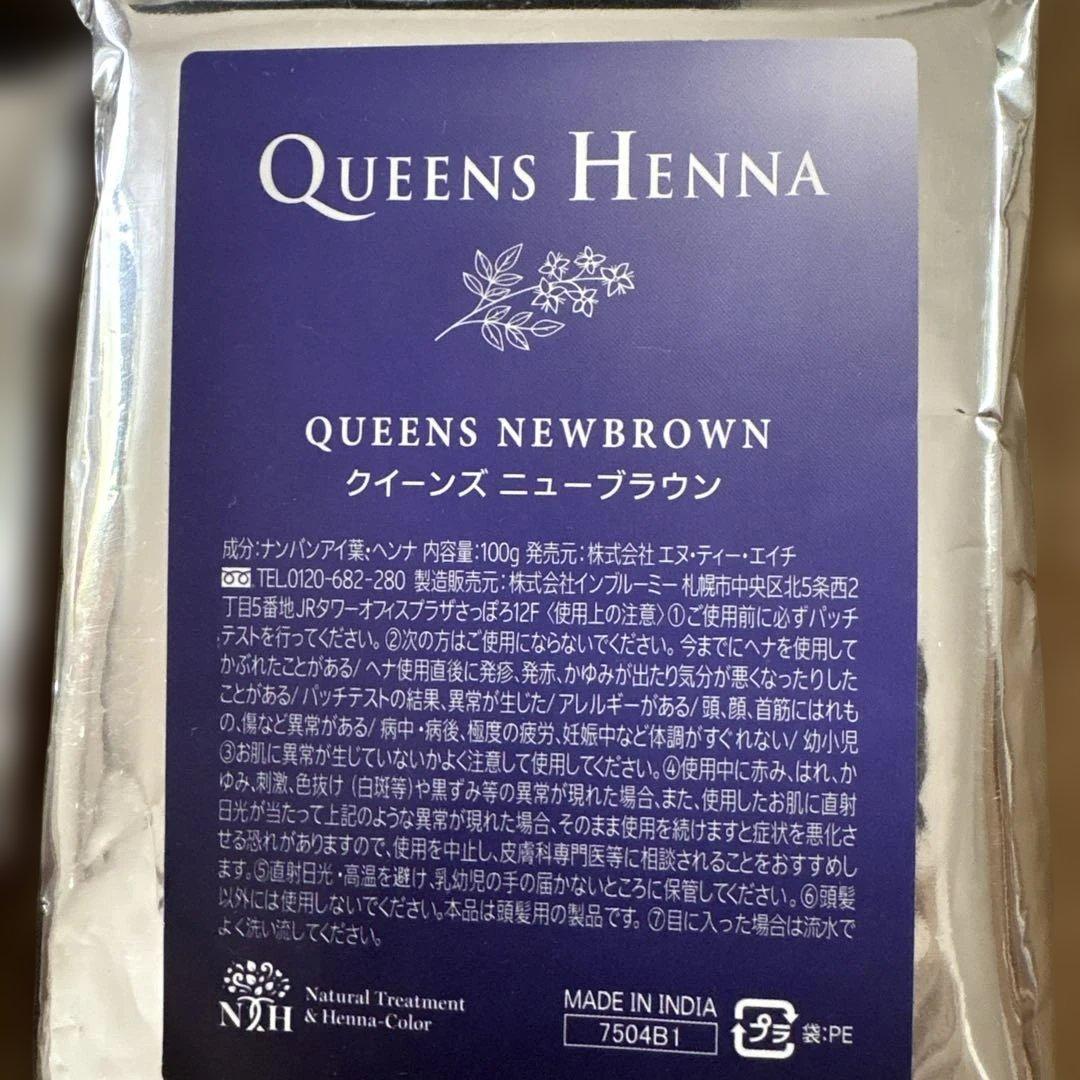 QUEENS HENNA
QUEENS NEWBROWN
クイーンズ ニューブラウン
成分:ナンバンアイ葉・ヘンナ 内容量:100g 発売元:株式会社 エヌ・ティー・エイチ
TEL.0120-682-280 製造販売元:株式会社インブルーミー 札幌市中央区北5条西2
丁目5番地 JRタワーオフィスプラザさっぽろ12F 〈使用上の注意〉①ご使用前に必ずパッチ
テストを行ってください。②次の方はご使用にならないでください。今までにヘナを使用して
かぶれたことがある/ ヘナ使用直後に発疹、発赤、かゆみが出たり気分が悪くなったりした
ことがある/ パッチテストの結果、異常が生じた/ アレルギーがある/ 頭、顔、首筋にはれも
の、傷など異常がある/ 病中・病後、極度の疲労、妊娠中など体調がすぐれない/ 幼小児
③お肌に異常が生じていないかよく注意して使用してください。④使用中に赤み、はれ、か
ゆみ、刺激、色抜け (白斑等)や黒ずみ等の異常が現れた場合、また、使用したお肌に直射
日光が当たって上記のような異常が現れた場合、そのまま使用を続けますと症状を悪化さ
せる恐れがありますので、使用を中止し、皮膚科専門医等に相談されることをおすすめし
ます。⑤直射日光・高温を避け、乳幼児の手の届かないところに保管してください。⑥頭髪
以外には使用しないでください。本品は頭髪用の製品です。⑦目に入った場合は流水で
よく洗い流してください。
NTH
Natural Treatment
& Henna-Color
MADE IN INDIA
7504B1
プラ 袋:PE